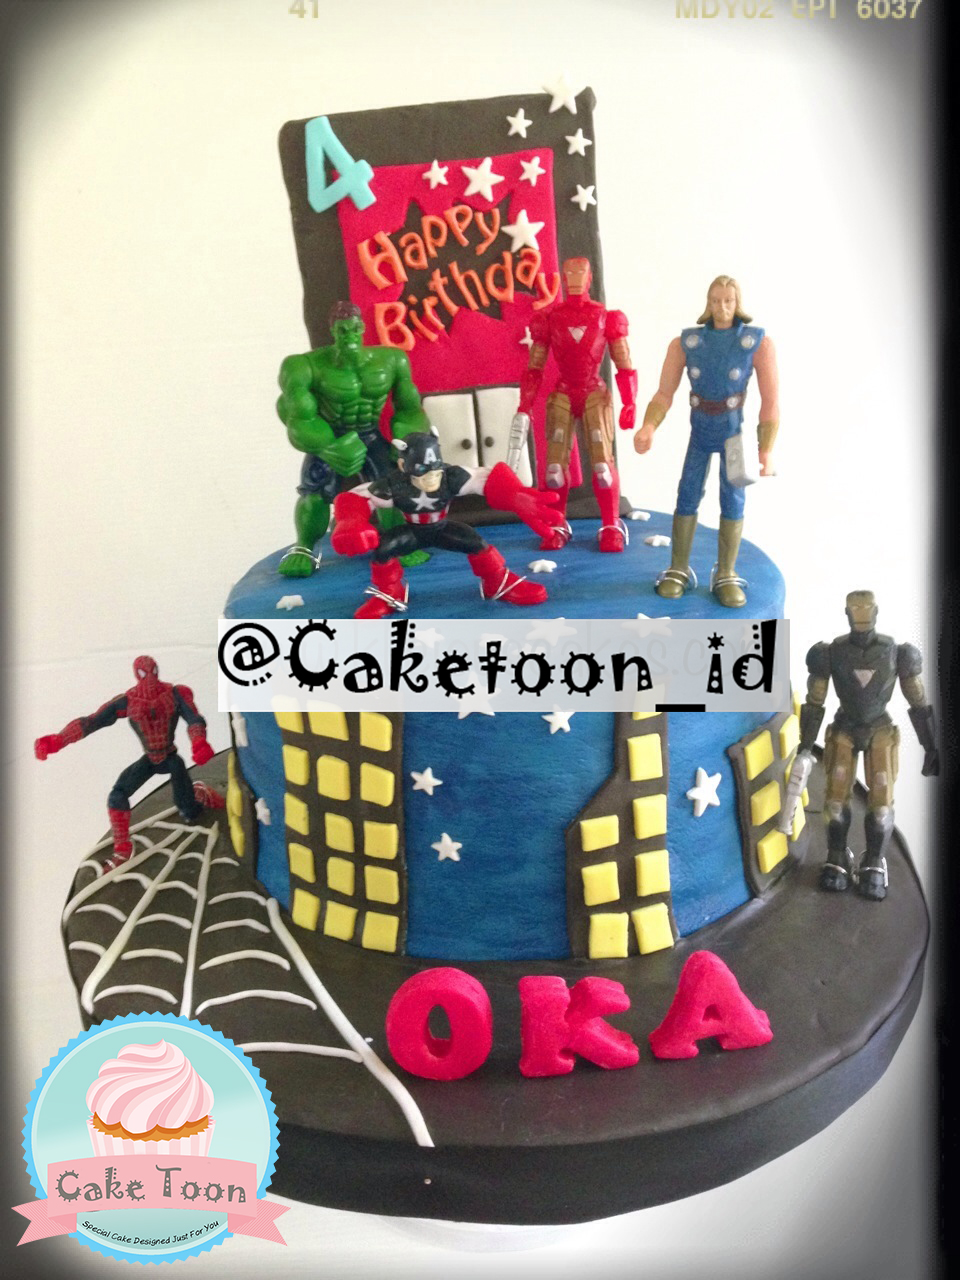 41 MDY02 EPT 6037
4
Happy
Birthday
A
@Caketoon_id
OKA
Cake Toon
Special Cake Designed Just For You